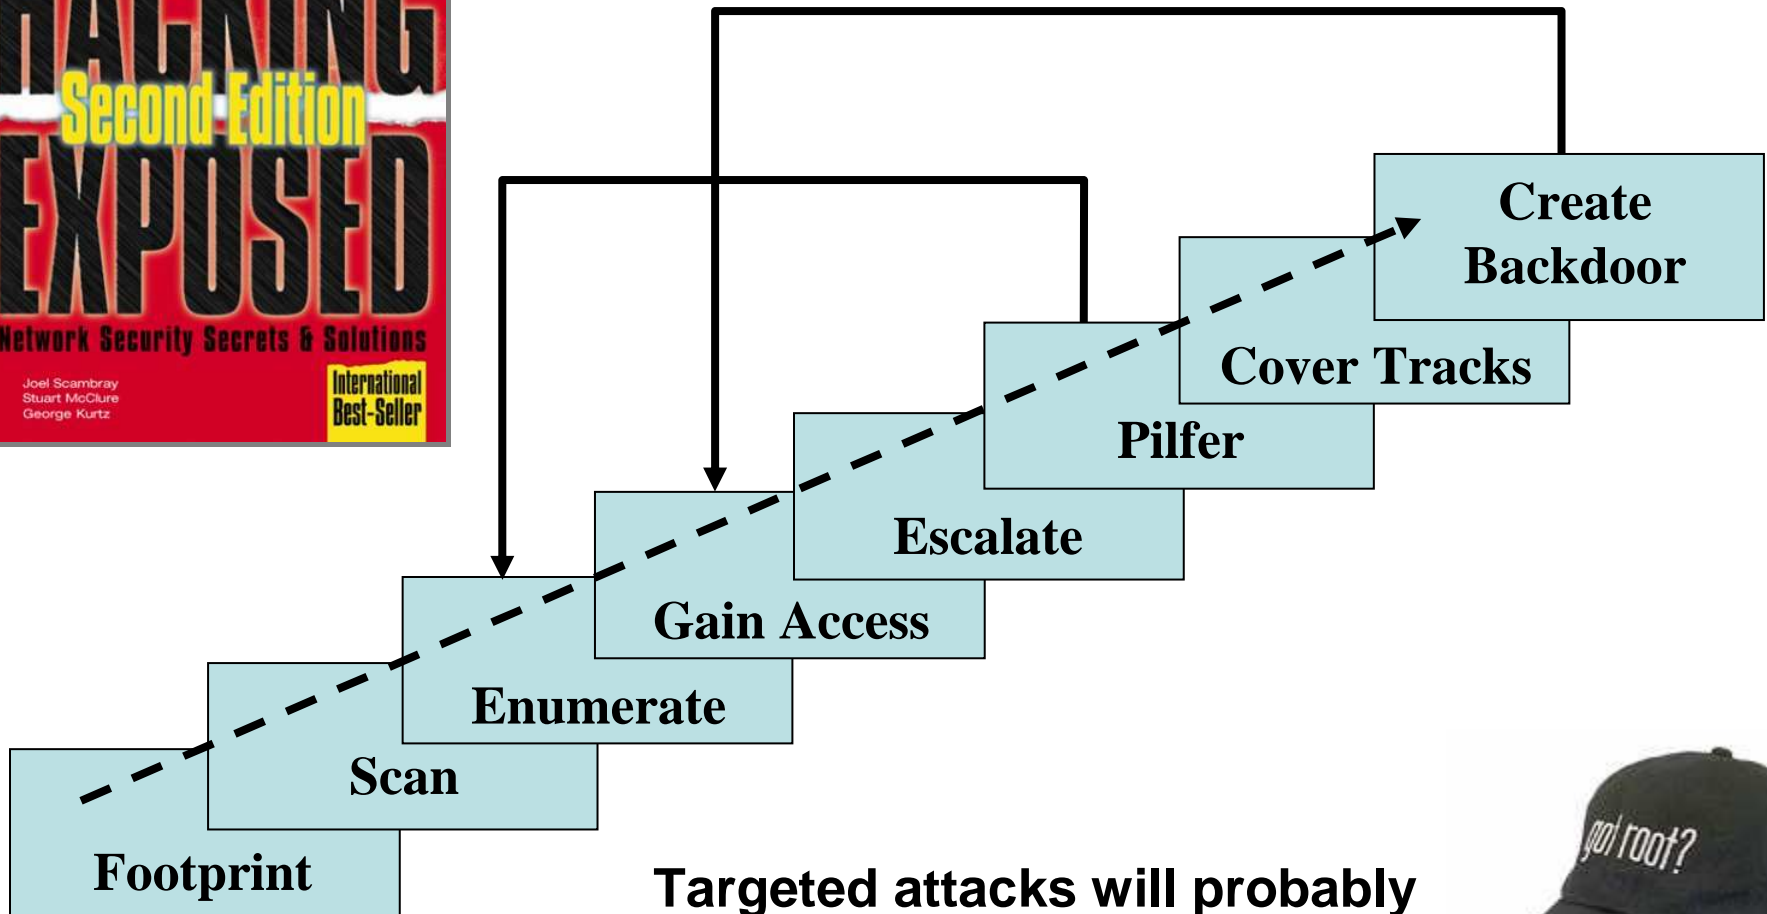 HACKING
Second Edition
EXPOSED
Network Security Secrets & Solutions
Joel Scambray
Stuart McClure
George Kurtz
International
Best-Seller
Create
Backdoor
Cover Tracks
Pilfer
Escalate
Gain Access
Enumerate
Scan
Footprint
Targeted attacks will probably
got root?